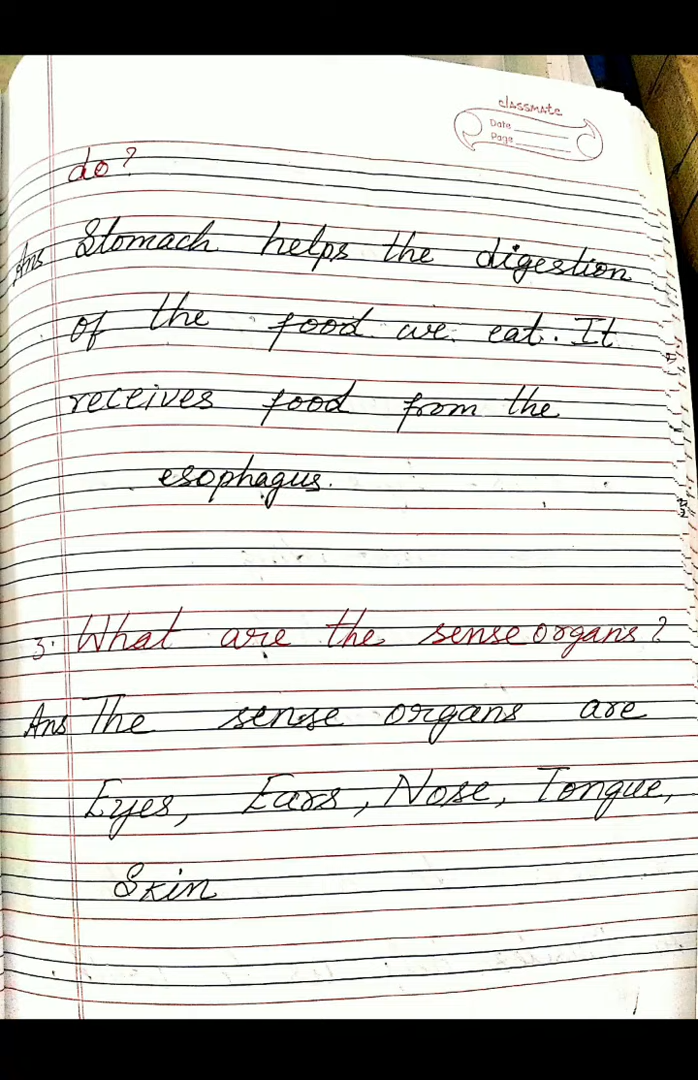 classmate
Date
Page
do?
Ans Stomach helps the digestion
of the food we eat. It
receives food from the
esophagus.
3. What are the sense organs?
Ans The sense organs are
Eyes, Ears, Nose, Tongue,
Skin